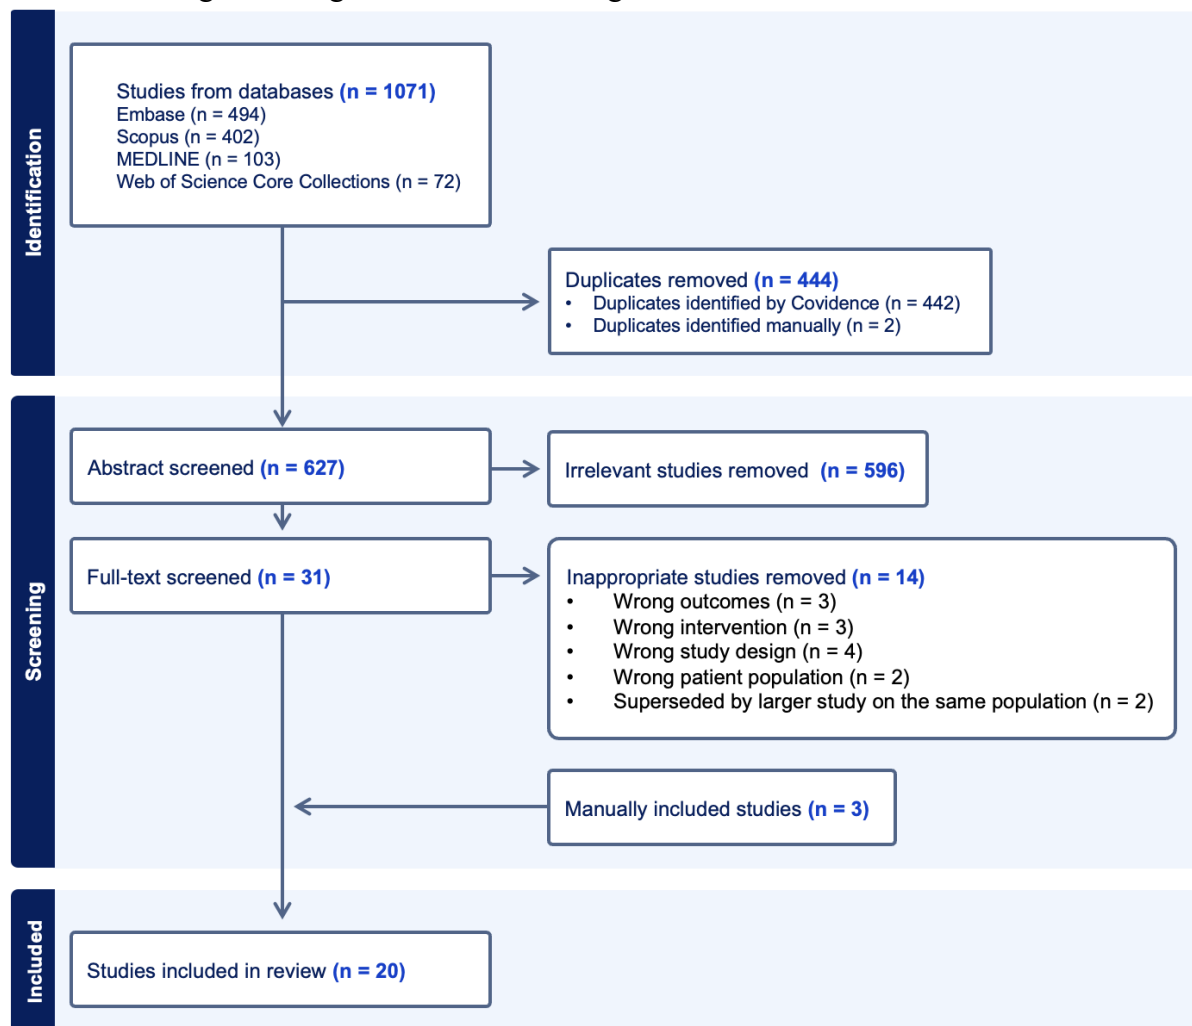 Identification
Studies from databases (n = 1071)
Embase (n = 494)
Scopus (n = 402)
MEDLINE (n = 103)
Web of Science Core Collections (n = 72)
Duplicates removed (n = 444)
• Duplicates identified by Covidence (n = 442)
• Duplicates identified manually (n = 2)
Screening
Abstract screened (n = 627)
Irrelevant studies removed (n = 596)
Full-text screened (n = 31)
Inappropriate studies removed (n = 14)
• Wrong outcomes (n = 3)
• Wrong intervention (n = 3)
• Wrong study design (n = 4)
• Wrong patient population (n = 2)
• Superseded by larger study on the same population (n = 2)
Manually included studies (n = 3)
Included
Studies included in review (n = 20)